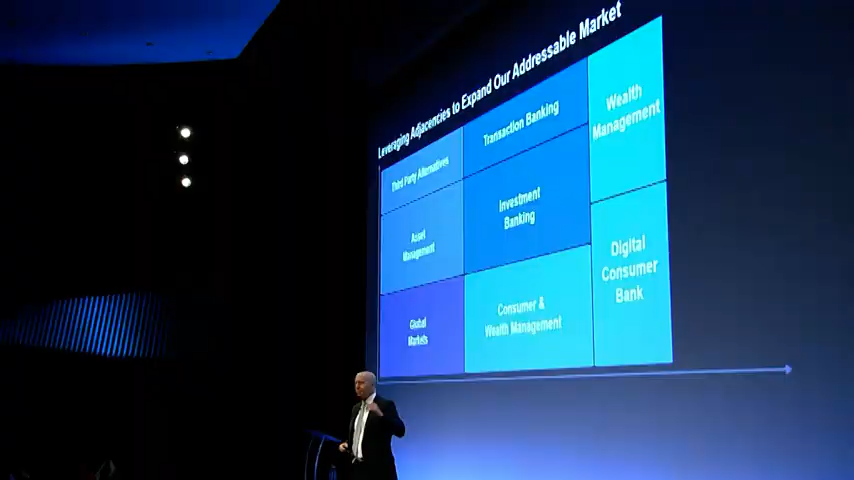 Leveraging Adjacencies to Expand Our Addressable Market
Third Party Alternatives
Transaction Banking
Wealth
Management
Asset
Management
Investment
Banking
Digital
Consumer
Bank
Global
Markets
Consumer &
Wealth Management